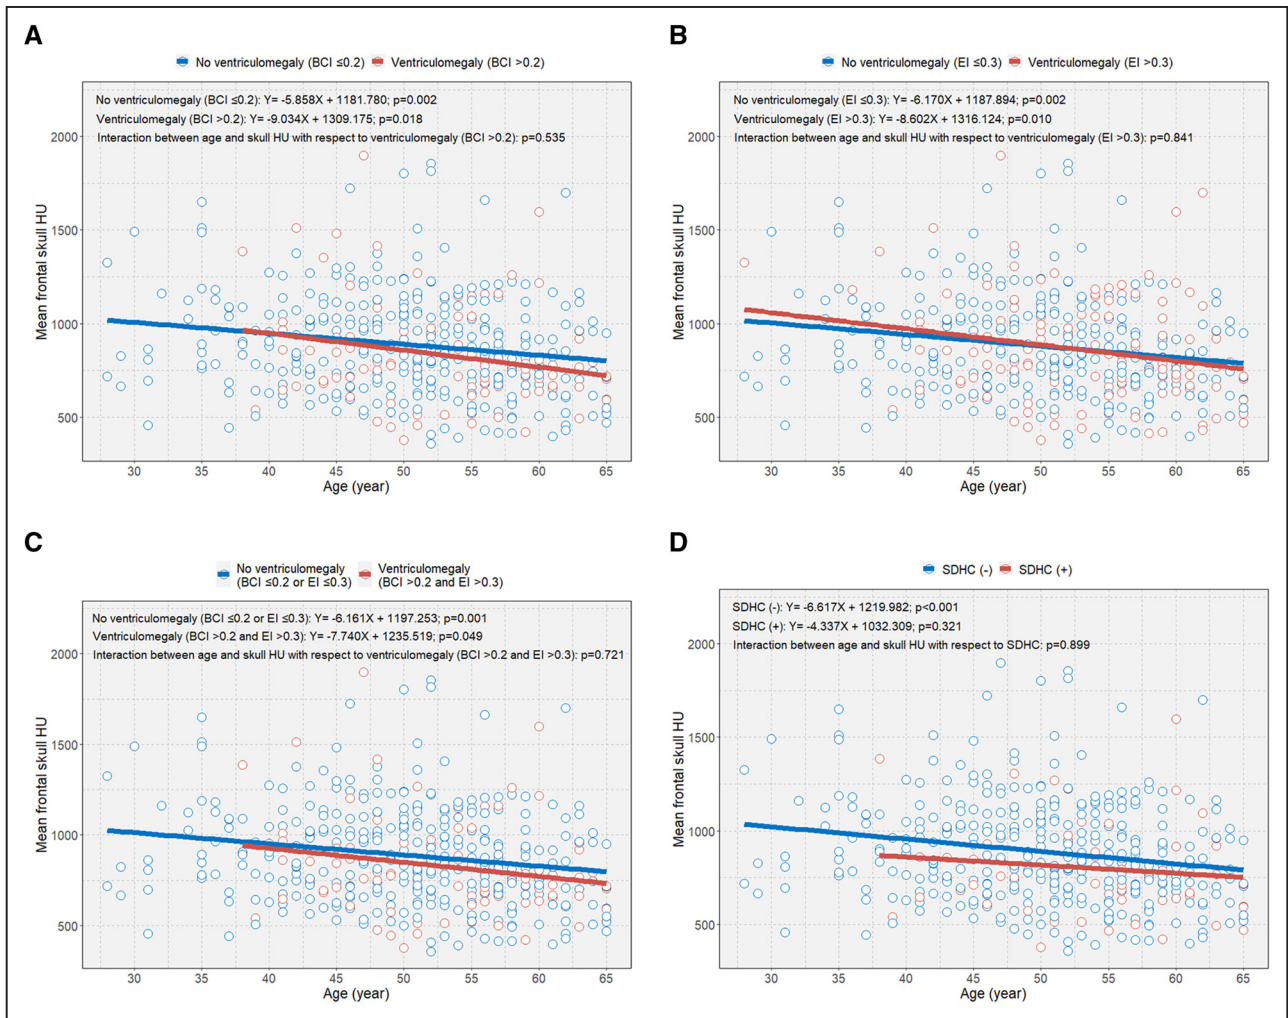 A
No ventriculomegaly (BCI ≤0.2) Ventriculomegaly (BCI >0.2)
No ventriculomegaly (BCI ≤0.2): Y= -5.858X + 1181.780; p=0.002
Ventriculomegaly (BCI >0.2): Y= -9.034X + 1309.175; p=0.018
Interaction between age and skull HU with respect to ventriculomegaly (BCI >0.2): p=0.535
Mean frontal skull HU
2000
1500
1000
500
30 35 40 45 50 55 60 65
Age (year)
B
No ventriculomegaly (EI ≤0.3) Ventriculomegaly (EI >0.3)
No ventriculomegaly (EI ≤0.3): Y= -6.170X + 1187.894; p=0.002
Ventriculomegaly (EI >0.3): Y= -8.602X + 1316.124; p=0.010
Interaction between age and skull HU with respect to ventriculomegaly (EI >0.3): p=0.841
Mean frontal skull HU
2000
1500
1000
500
30 35 40 45 50 55 60 65
Age (year)
C
No ventriculomegaly Ventriculomegaly
(BCI ≤0.2 or EI ≤0.3) (BCI >0.2 and EI >0.3)
No ventriculomegaly (BCI ≤0.2 or EI ≤0.3): Y= -6.161X + 1197.253; p=0.001
Ventriculomegaly (BCI >0.2 and EI >0.3): Y= -7.740X + 1235.519; p=0.049
Interaction between age and skull HU with respect to ventriculomegaly (BCI >0.2 and EI >0.3): p=0.721
Mean frontal skull HU
2000
1500
1000
500
30 35 40 45 50 55 60 65
Age (year)
D
SDHC (-) SDHC (+)
SDHC (-): Y= -6.617X + 1219.982; p<0.001
SDHC (+): Y= -4.337X + 1032.309; p=0.321
Interaction between age and skull HU with respect to SDHC: p=0.899
Mean frontal skull HU
2000
1500
1000
500
30 35 40 45 50 55 60 65
Age (year)